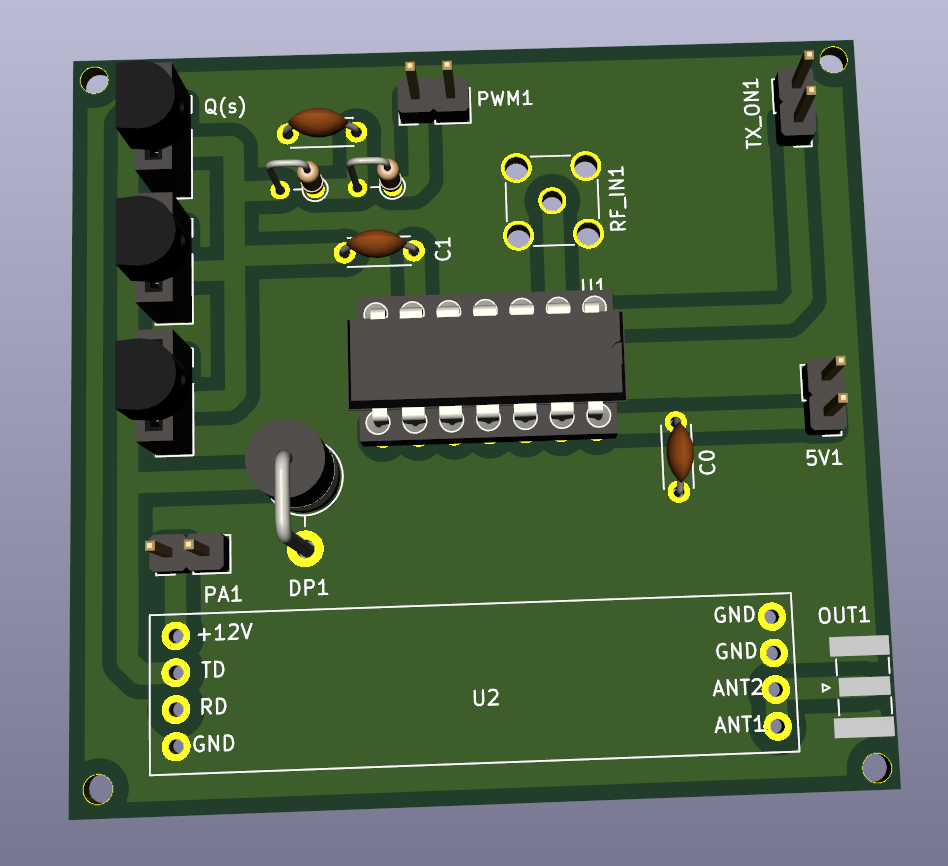 Q(s)
PWM1
TX_ON1
RF_IN1
C1
U1
5V1
C0
DP1
PA1
+12V
TD
RD
GND
U2
GND
GND
ANT2
ANT1
OUT1